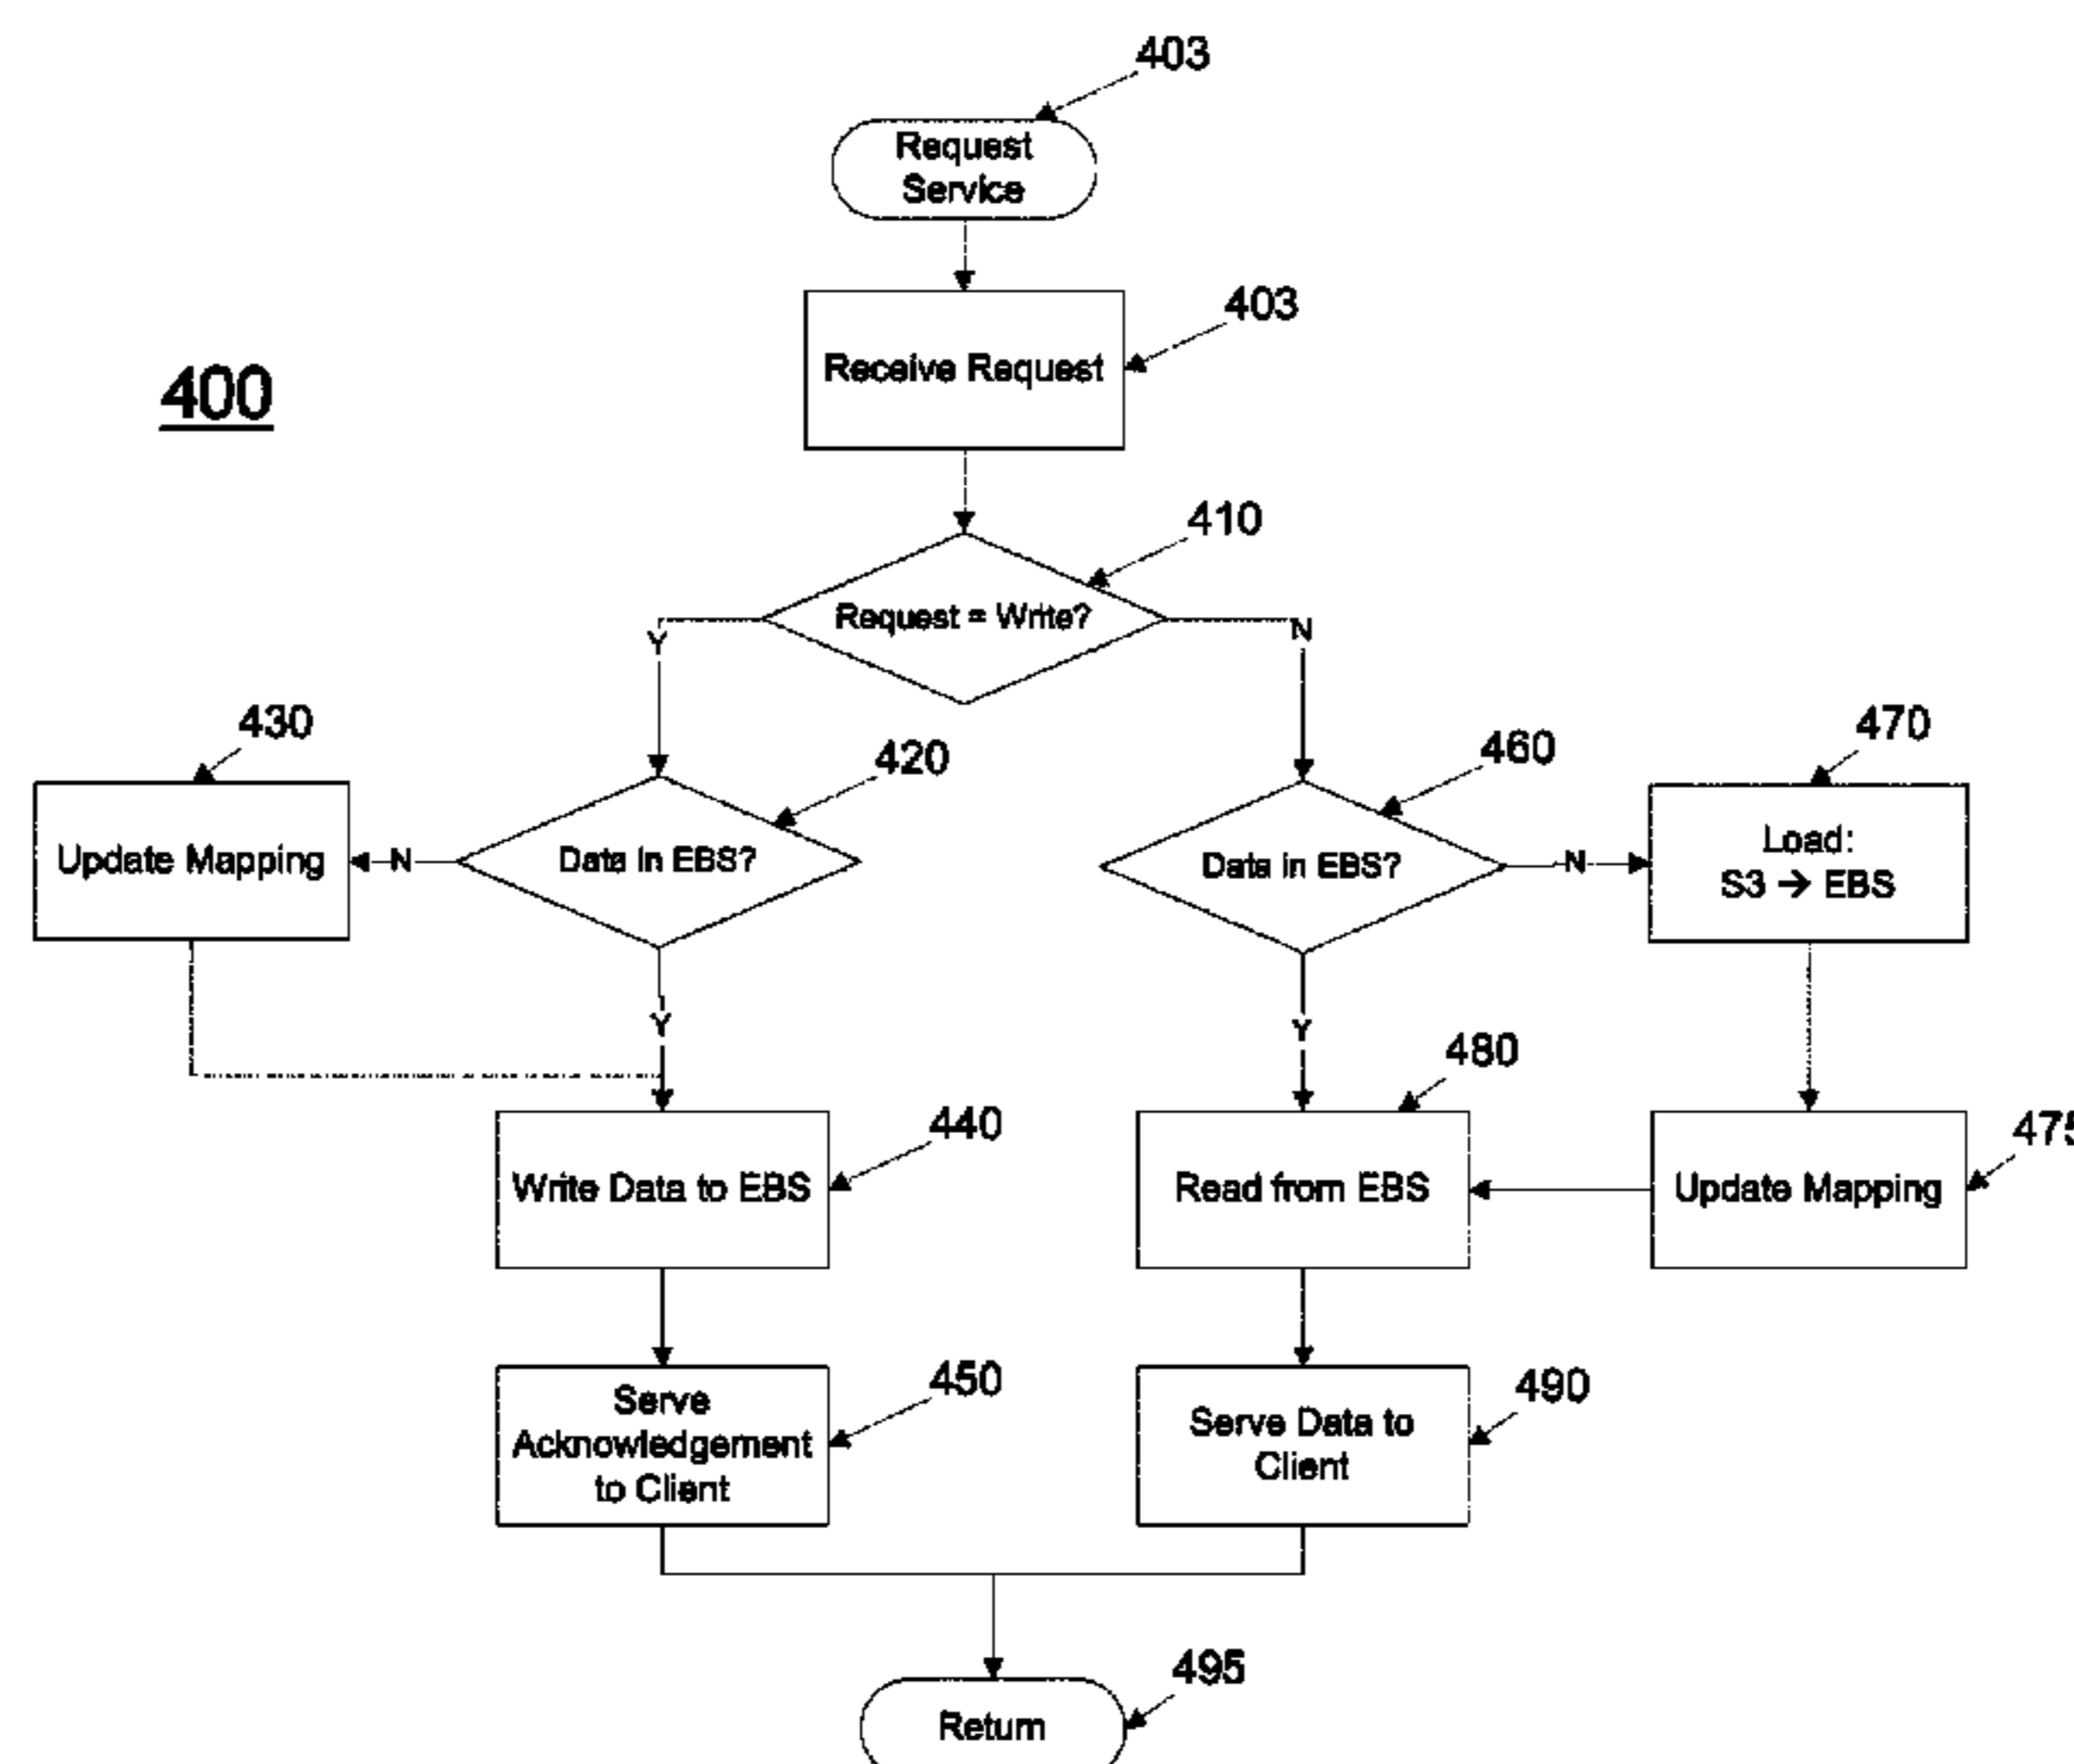 403
Request
Service
403
Receive Request
400
410
Request = Write?
Y
N
430
420
460
470
Update Mapping
N
Data in EBS?
Data in EBS?
N
Load:
S3 → EBS
Y
Y
480
440
475
Write Data to EBS
Read from EBS
Update Mapping
450
490
Serve
Acknowledgement
to Client
Serve Data to
Client
495
Return